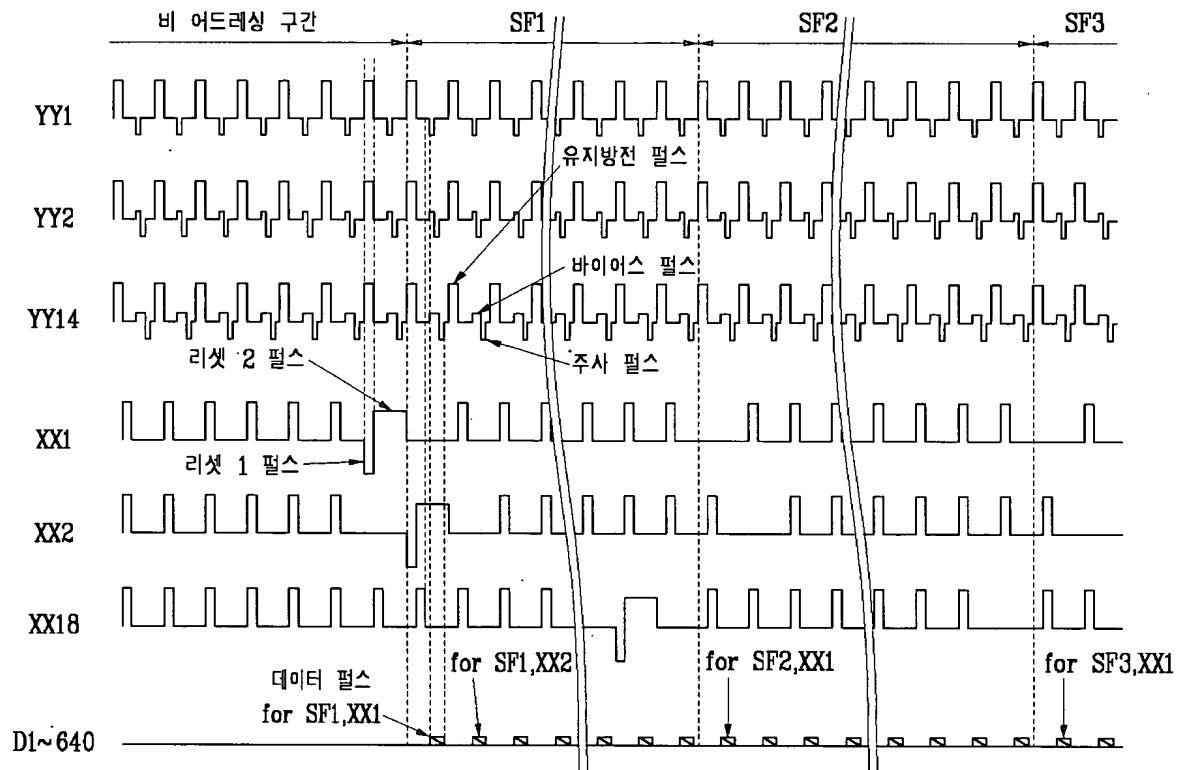 비 어드레싱 구간
SF1
SF2
SF3
YY1
유지방전 펄스
YY2
바이어스 펄스
YY14
주사 펄스
리셋 2 펄스
XX1
리셋 1 펄스
XX2
XX18
for SF1,XX2
for SF2,XX1
for SF3,XX1
데이터 펄스
for SF1,XX1
D1~640